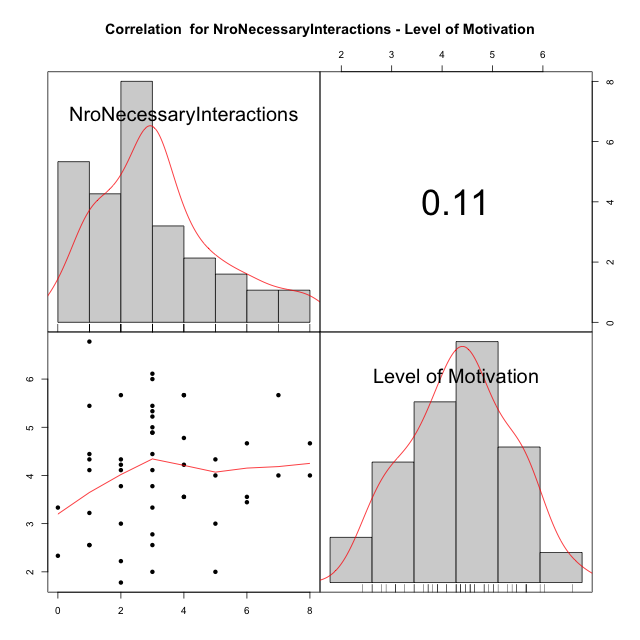 Correlation  for NroNecessaryInteractions - Level of Motivation
2 3 4 5 6
NroNecessaryInteractions
0.11
8
6
4
2
0
Level of Motivation
6
5
4
3
2
0 2 4 6 8